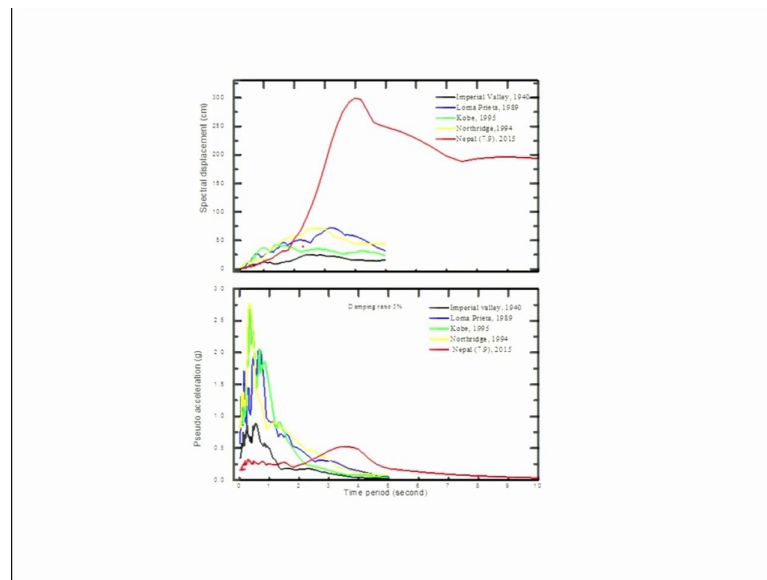 Spectral displacement (cm)
300
250
200
150
100
50
0
Imperial Valley, 1940
Loma Prieta, 1989
Kobe, 1995
Northridge,1994
Nepal (7.9), 2015
Pseudo acceleration (g)
3.0
2.5
2.0
1.5
1.0
0.5
0.0
Damping ratio 5%
Imperial valley, 1940
Loma Prieta, 1989
Kobe, 1995
Northridge, 1994
Nepal (7.9), 2015
0 1 2 3 4 5 6 7 8 9 10
Time period (second)